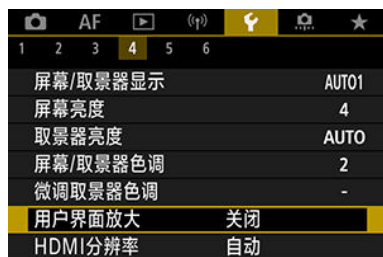 AF
1 2 3 4 5 6
屏幕/取景器显示 AUTO1
屏幕亮度 4
取景器亮度 AUTO
屏幕/取景器色调 2
微调取景器色调 -
用户界面放大 关闭
HDMI分辨率 自动